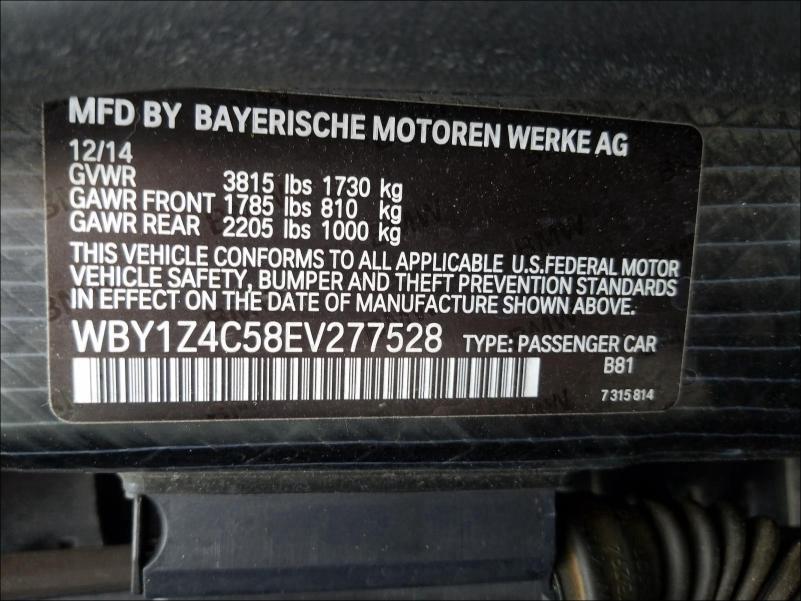 MFD BY BAYERISCHE MOTOREN WERKE AG
12/14
GVWR 3815 lbs 1730 kg
GAWR FRONT 1785 lbs 810 kg
GAWR REAR 2205 lbs 1000 kg
THIS VEHICLE CONFORMS TO ALL APPLICABLE U.S.FEDERAL MOTOR
VEHICLE SAFETY, BUMPER AND THEFT PREVENTION STANDARDS
IN EFFECT ON THE DATE OF MANUFACTURE SHOWN ABOVE.
WBY1Z4C58EV277528 TYPE: PASSENGER CAR
B81
7 315 814